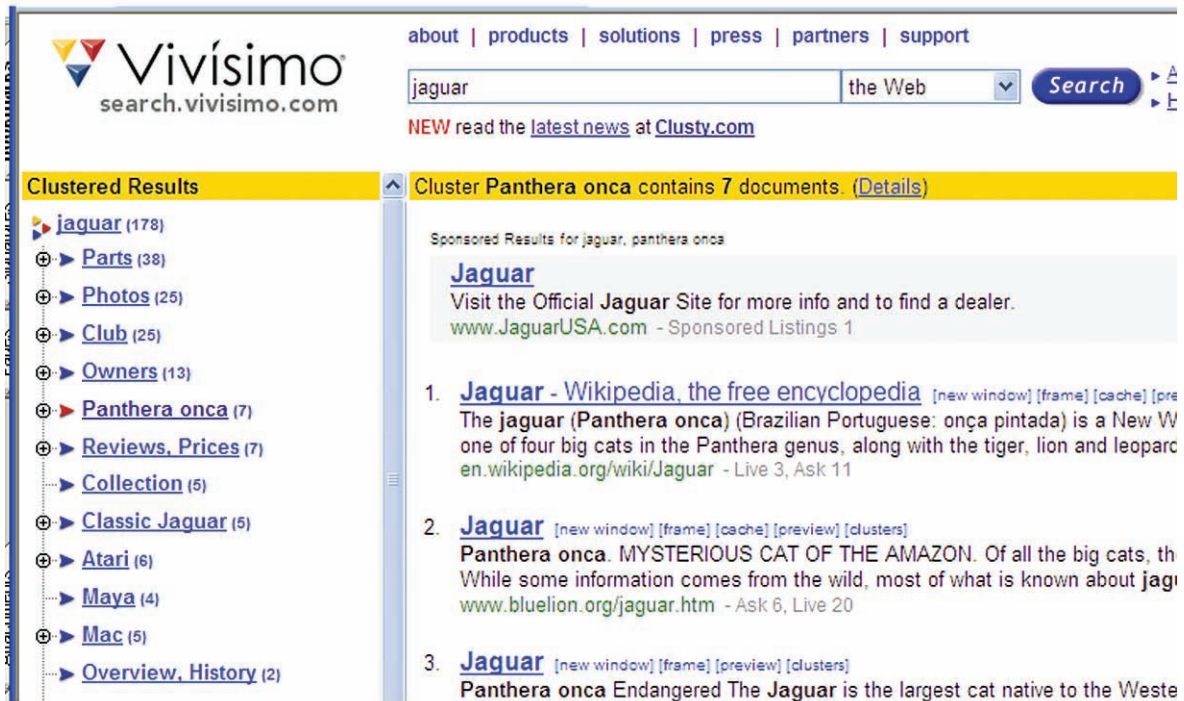 about | products | solutions | press | partners | support
Vivísimo
search.vivisimo.com
jaguar the Web Search
NEW read the latest news at Clusty.com
Clustered Results
jaguar (178)
Parts (38)
Photos (25)
Club (25)
Owners (13)
Panthera onca (7)
Reviews, Prices (7)
Collection (5)
Classic Jaguar (5)
Atari (6)
Maya (4)
Mac (5)
Overview, History (2)
Cluster Panthera onca contains 7 documents. (Details)
Sponsored Results for jaguar, panthera onca
Jaguar
Visit the Official Jaguar Site for more info and to find a dealer.
www.JaguarUSA.com - Sponsored Listings 1
1. Jaguar - Wikipedia, the free encyclopedia [new window] [frame] [cache]
The jaguar (Panthera onca) (Brazilian Portuguese: onça pintada) is a New
one of four big cats in the Panthera genus, along with the tiger, lion and leopard
en.wikipedia.org/wiki/Jaguar - Live 3, Ask 11
2. Jaguar [new window] [frame] [cache] [preview] [clusters]
Panthera onca. MYSTERIOUS CAT OF THE AMAZON. Of all the big cats,
While some information comes from the wild, most of what is known about
www.bluelion.org/jaguar.htm - Ask 6, Live 20
3. Jaguar [new window] [frame] [preview] [clusters]
Panthera onca Endangered The Jaguar is the largest cat native to the